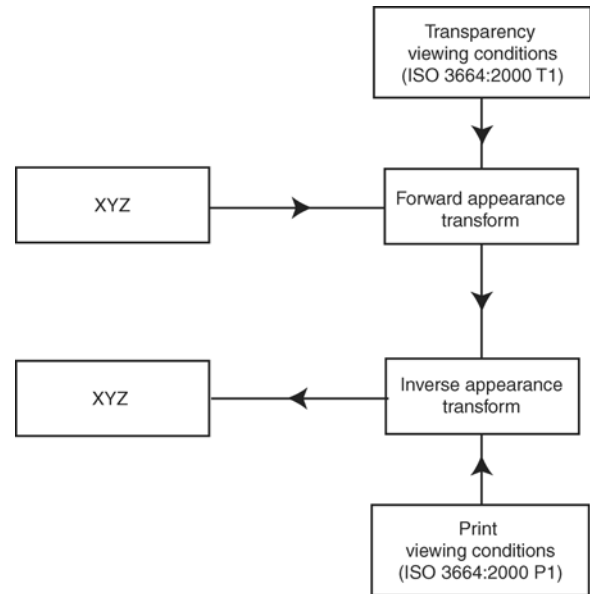 Transparency
viewing conditions
(ISO 3664:2000 T1)
XYZ
Forward appearance
transform
XYZ
Inverse appearance
transform
Print
viewing conditions
(ISO 3664:2000 P1)